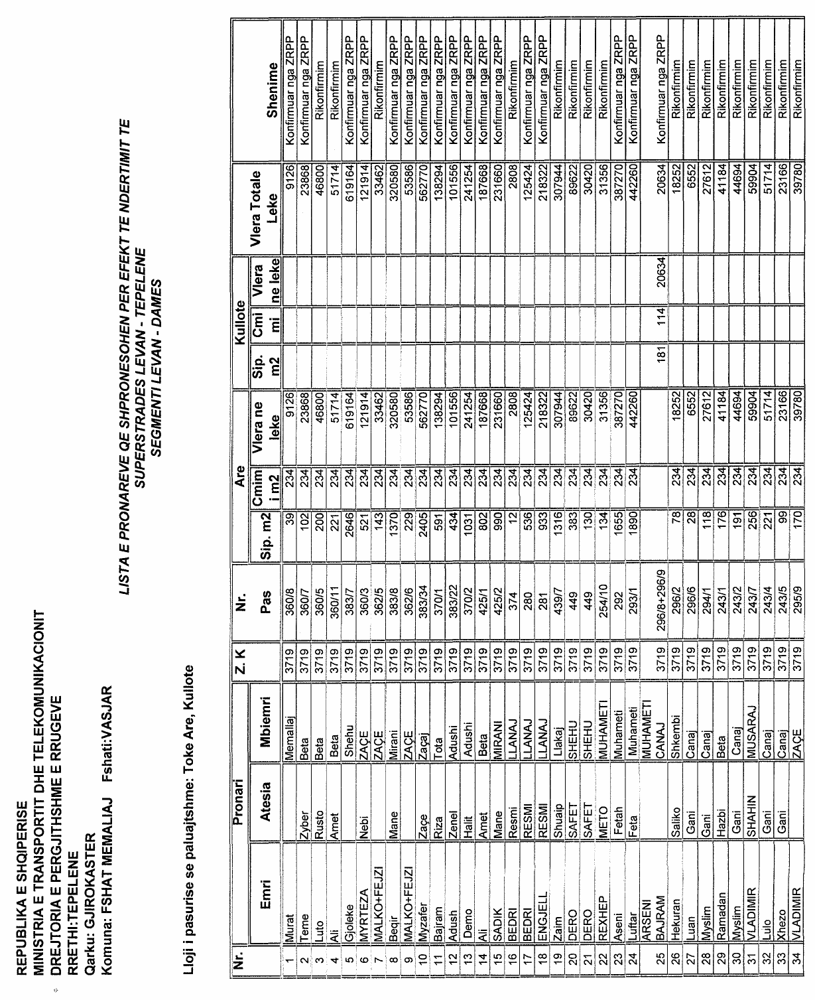 REPUBLIKA E SHQIPERISE
MINISTRIA E TRANSPORTIT DHE TELEKOMUNIKACIONIT
DREJTORIA E PERGJITHSHME E RRUGEVE
RRETHI:TEPELENE
Qarku: GJIROKASTER
Komuna: FSHAT MEMALIAJ Fshati:VASJAR
LISTA E PRONAREVE QE SHPRONESOHEN PER EFEKT TE NDERTIMIT TE
SUPERSTRADES LEVAN - TEPELENE
SEGMENTI LEVAN - DAMES
Lloji i pasurise se paluajtshme: Toke Are, Kullote
Nr. Pronari Z. K Nr. Pas Are Kullote Vlera Totale Leke Shenime
Emri Atesia Mbiemri Sip. m2 Cmim i m2 Vlera ne leke Sip. m2 Cmi mi Vlera ne leke
1 Murat Memallaj 3719 360/8 39 234 9126 9126 Konfirmuar nga ZRPP
2 Teme Zyber Beta 3719 360/7 102 234 23868 23868 Konfirmuar nga ZRPP
3 Luto Rusto Beta 3719 360/5 200 234 46800 46800 Rikonfirmim
4 Ali Amet Beta 3719 360/11 221 234 51714 51714 Rikonfirmim
5 Gjoleke Shehu 3719 383/7 2646 234 619164 619164 Konfirmuar nga ZRPP
6 MYRTEZA Nebi ZAÇE 3719 360/3 521 234 121914 121914 Konfirmuar nga ZRPP
7 MALKO+FEJZI ZAÇE 3719 362/5 143 234 33462 33462 Rikonfirmim
8 Beqir Mane Mirani 3719 383/8 1370 234 320580 320580 Konfirmuar nga ZRPP
9 MALKO+FEJZI ZAÇE 3719 362/6 229 234 53586 53586 Konfirmuar nga ZRPP
10 Myzafer Zaçe Zaçaj 3719 383/34 2405 234 562770 562770 Konfirmuar nga ZRPP
11 Bajram Riza Tota 3719 370/1 591 234 138294 138294 Konfirmuar nga ZRPP
12 Adush Zenel Adushi 3719 383/22 434 234 101556 101556 Konfirmuar nga ZRPP
13 Demo Halit Adushi 3719 370/2 1031 234 241254 241254 Konfirmuar nga ZRPP
14 Ali Amet Beta 3719 425/1 802 234 187668 187668 Konfirmuar nga ZRPP
15 SADIK Mane MIRANI 3719 425/2 990 234 231660 231660 Konfirmuar nga ZRPP
16 BEDRI Resmi LLANAJ 3719 374 12 234 2808 2808 Rikonfirmim
17 BEDRI RESMI LLANAJ 3719 280 536 234 125424 125424 Konfirmuar nga ZRPP
18 ENGJELL RESMI LLANAJ 3719 281 933 234 218322 218322 Konfirmuar nga ZRPP
19 Zaim Shuaip Llakaj 3719 439/7 1316 234 307944 307944 Rikonfirmim
20 DERO SAFET SHEHU 3719 449 383 234 89622 89622 Rikonfirmim
21 DERO SAFET SHEHU 3719 449 130 234 30420 30420 Rikonfirmim
22 REXHEP METO MUHAMETI 3719 254/10 134 234 31356 31356 Rikonfirmim
23 Aseni Fetah Muhameti 3719 292 1655 234 387270 387270 Konfirmuar nga ZRPP
24 Luftar Feta Muhameti 3719 293/1 1890 234 442260 442260 Konfirmuar nga ZRPP
ARSENI MUHAMETI
25 BAJRAM CANAJ 3719 296/8+296/9 181 114 20634 20634 Konfirmuar nga ZRPP
26 Hekuran Saliko Shkembi 3719 296/2 78 234 18252 18252 Rikonfirmim
27 Luan Gani Canaj 3719 296/6 28 234 6552 6552 Rikonfirmim
28 Myslim Gani Canaj 3719 294/1 118 234 27612 27612 Rikonfirmim
29 Ramadan Hazbi Beta 3719 243/1 176 234 41184 41184 Rikonfirmim
30 Myslim Gani Canaj 3719 243/2 191 234 44694 44694 Rikonfirmim
31 VLADIMIR SHAHIN MUSARAJ 3719 243/7 256 234 59904 59904 Rikonfirmim
32 Lulo Gani Canaj 3719 243/4 221 234 51714 51714 Rikonfirmim
33 Xhezo Gani Canaj 3719 243/5 99 234 23166 23166 Rikonfirmim
34 VLADIMIR ZAÇE 3719 295/9 170 234 39780 39780 Rikonfirmim